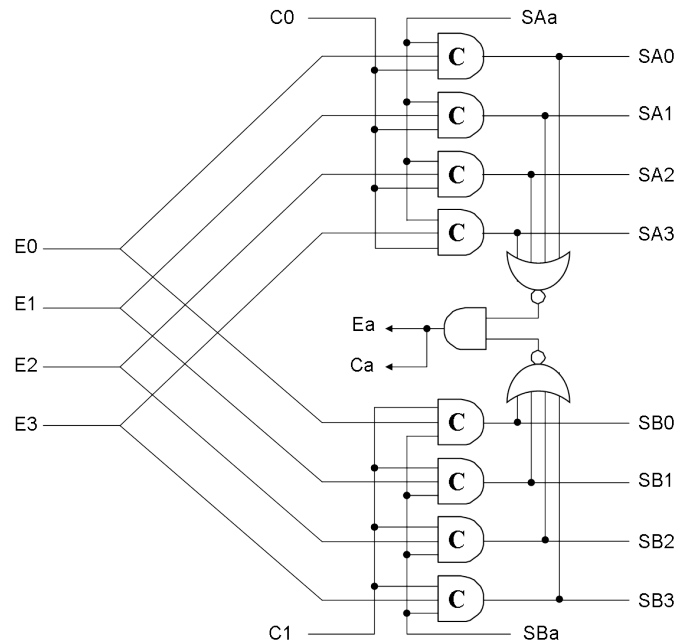 C0 SAa
C SA0
C SA1
C SA2
C SA3
E0
E1
Ea
E2
Ca
E3
C SB0
C SB1
C SB2
C SB3
C1 SBa